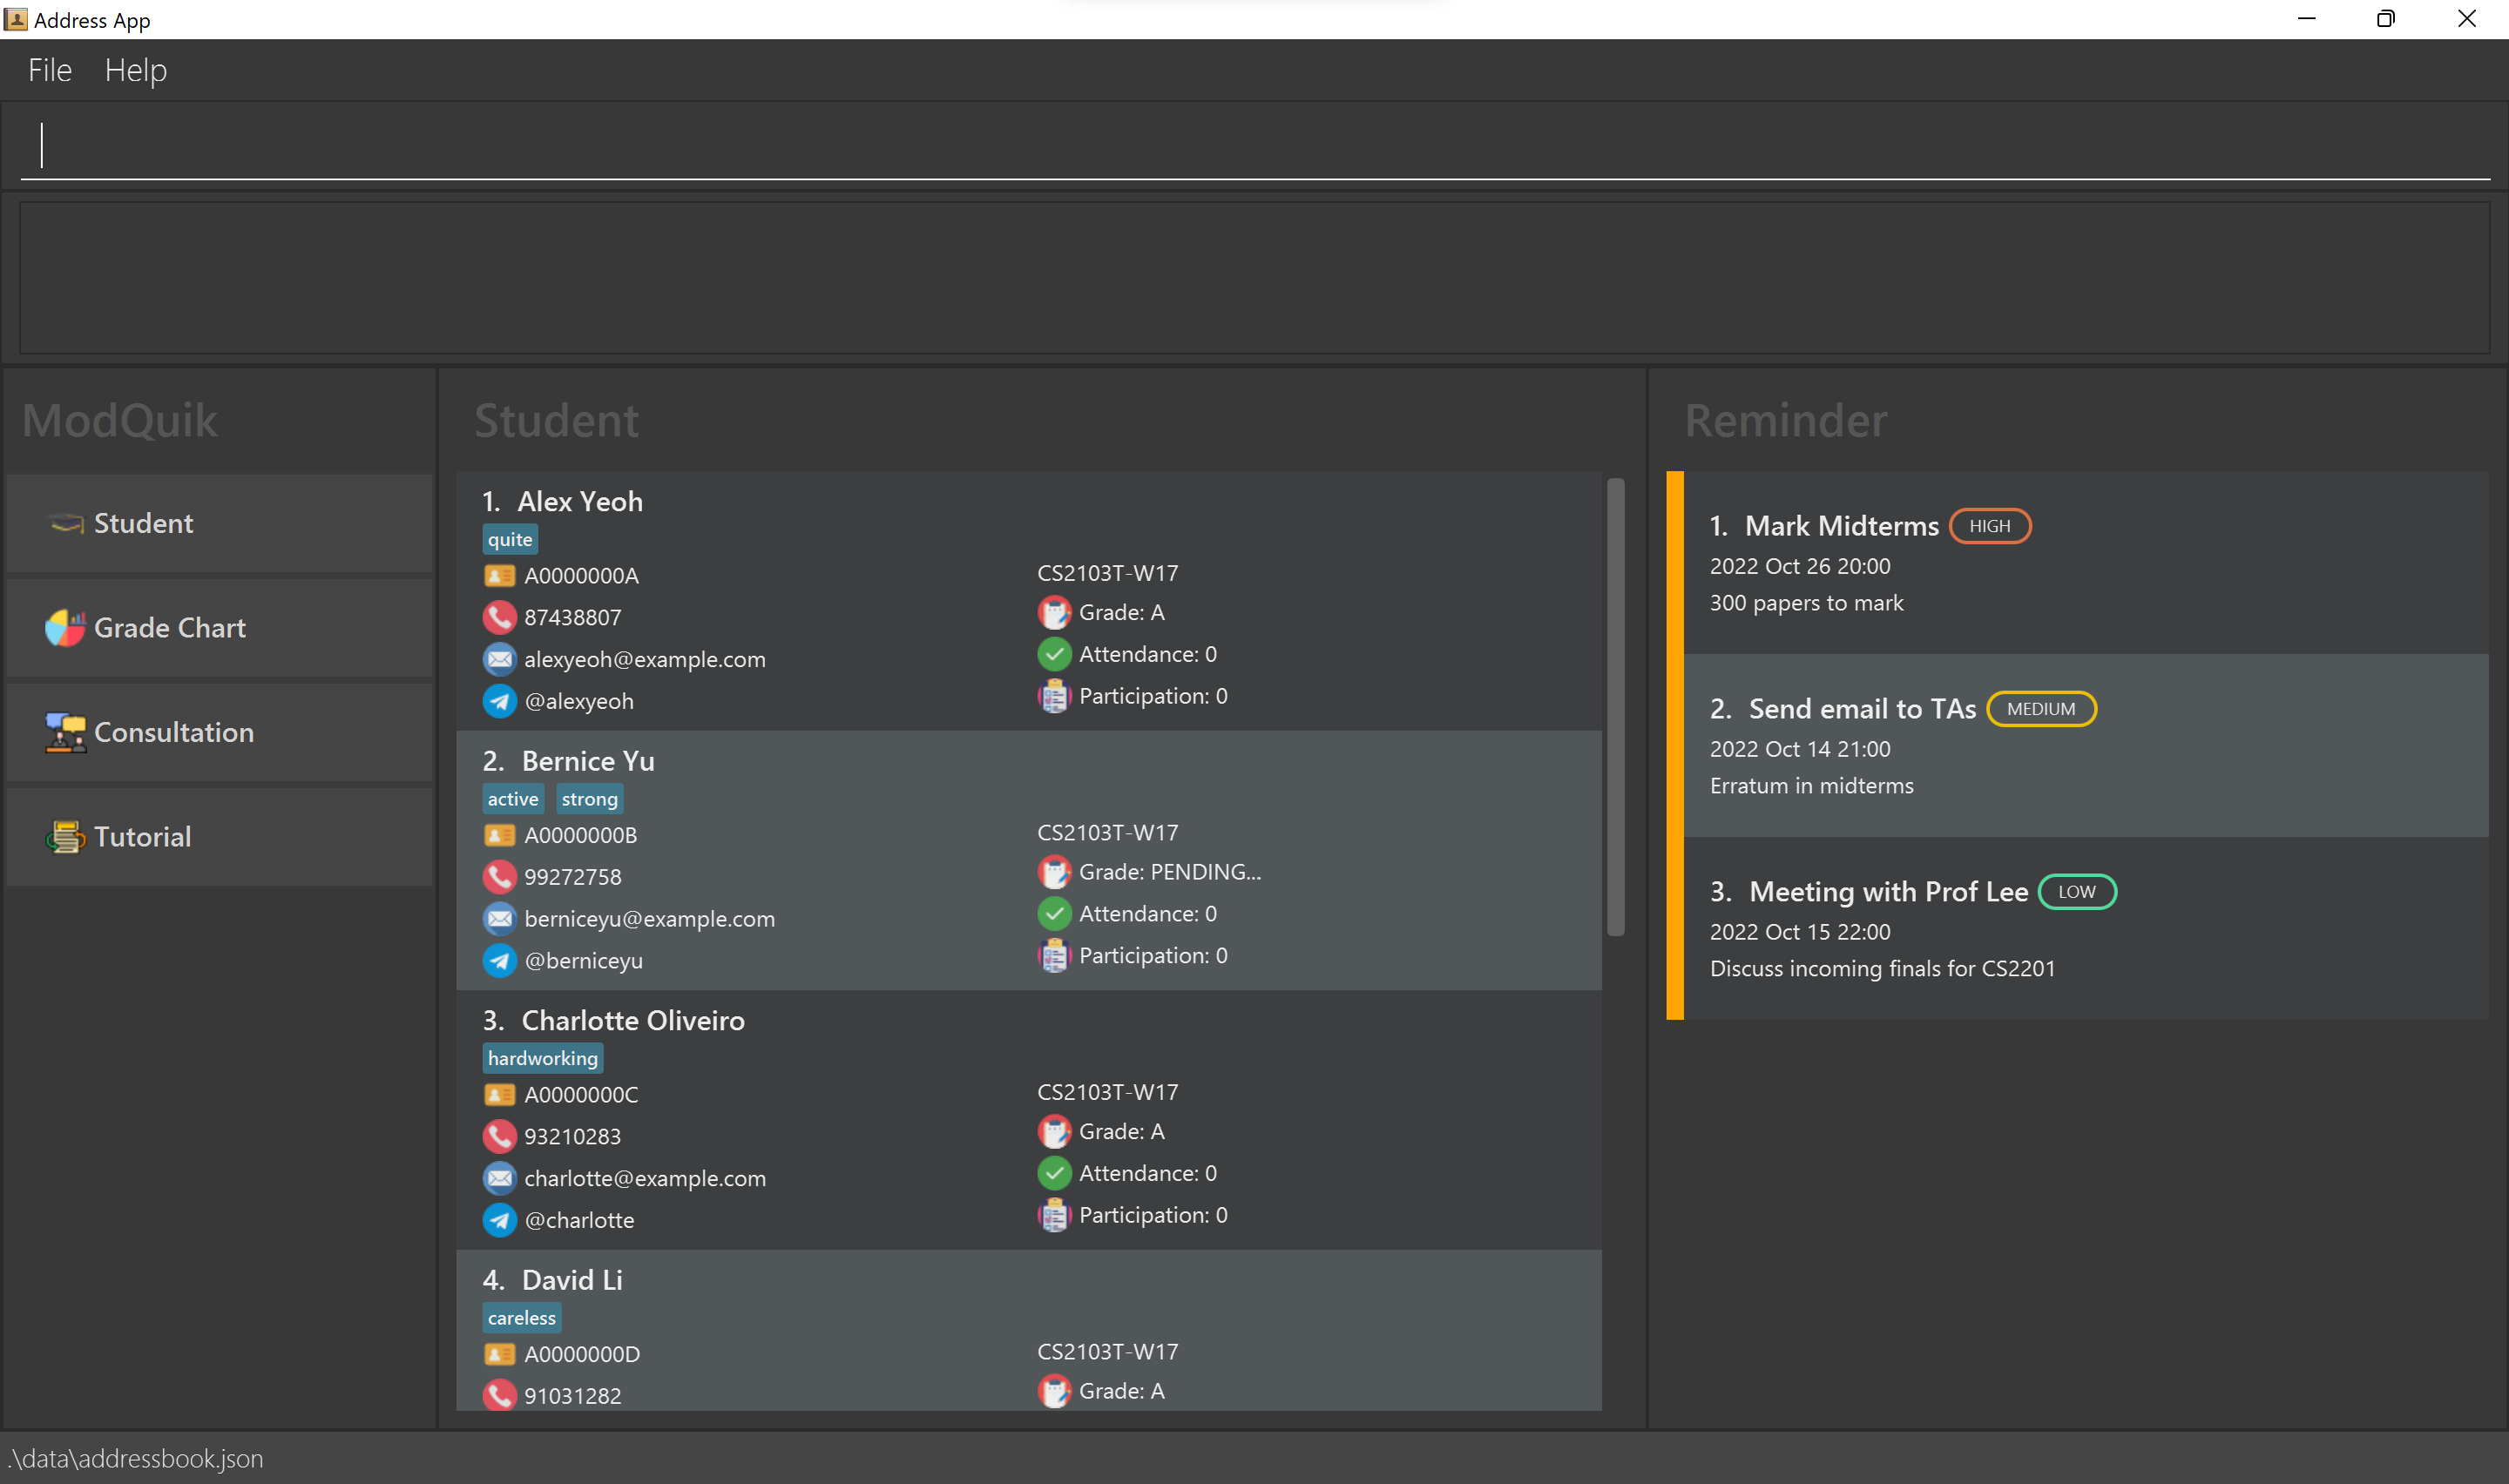 Address App
File Help
ModQuik
Student
Grade Chart
Consultation
Tutorial
Student
1. Alex Yeoh
quite
A0000000A
87438807
alexyeoh@example.com
@alexyeoh
CS2103T-W17
Grade: A
Attendance: 0
Participation: 0
2. Bernice Yu
active strong
A0000000B
99272758
berniceyu@example.com
@berniceyu
CS2103T-W17
Grade: PENDING...
Attendance: 0
Participation: 0
3. Charlotte Oliveiro
hardworking
A0000000C
93210283
charlotte@example.com
@charlotte
CS2103T-W17
Grade: A
Attendance: 0
Participation: 0
4. David Li
careless
A0000000D
91031282
CS2103T-W17
Grade: A
Reminder
1. Mark Midterms HIGH
2022 Oct 26 20:00
300 papers to mark
2. Send email to TAs MEDIUM
2022 Oct 14 21:00
Erratum in midterms
3. Meeting with Prof Lee LOW
2022 Oct 15 22:00
Discuss incoming finals for CS2201
.\data\addressbook.json